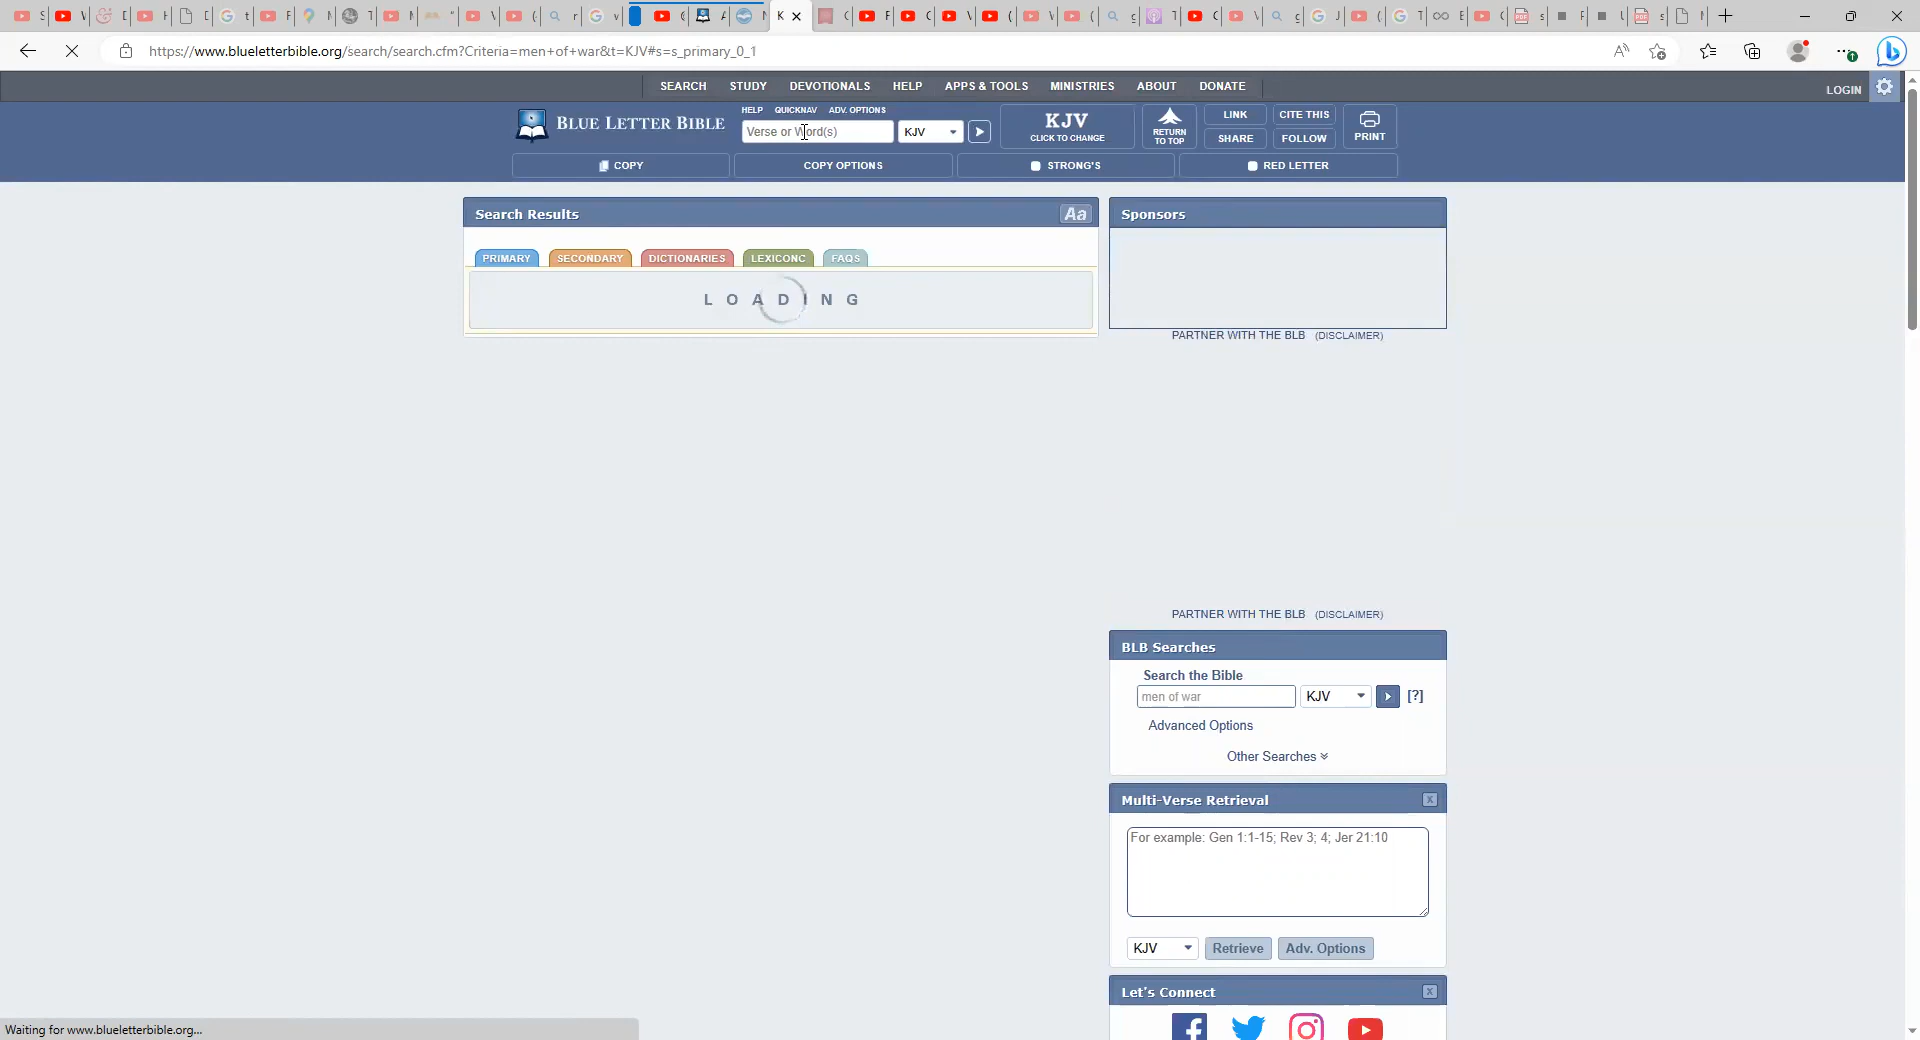 https://www.blueletterbible.org/search/search.cfm?Criteria=men+of+war&t=KJV#s=s_primary_0_1
SEARCH STUDY DEVOTIONALS HELP APPS & TOOLS MINISTRIES ABOUT DONATE
LOGIN
BLUE LETTER BIBLE
HELP QUICKNAV ADV. OPTIONS
Verse or Word(s) KJV
KJV
CLICK TO CHANGE
RETURN
TO TOP
LINK CITE THIS
SHARE FOLLOW
PRINT
COPY COPY OPTIONS STRONG'S RED LETTER
Search Results Aa
PRIMARY SECONDARY DICTIONARIES LEXICONC FAQS
LOADING
Sponsors
PARTNER WITH THE BLB (DISCLAIMER)
PARTNER WITH THE BLB (DISCLAIMER)
BLB Searches
Search the Bible
men of war KJV [?]
Advanced Options
Other Searches
Multi-Verse Retrieval X
For example: Gen 1:1-15; Rev 3; 4; Jer 21:10
KJV Retrieve Adv. Options
Let's Connect X
Waiting for www.blueletterbible.org...